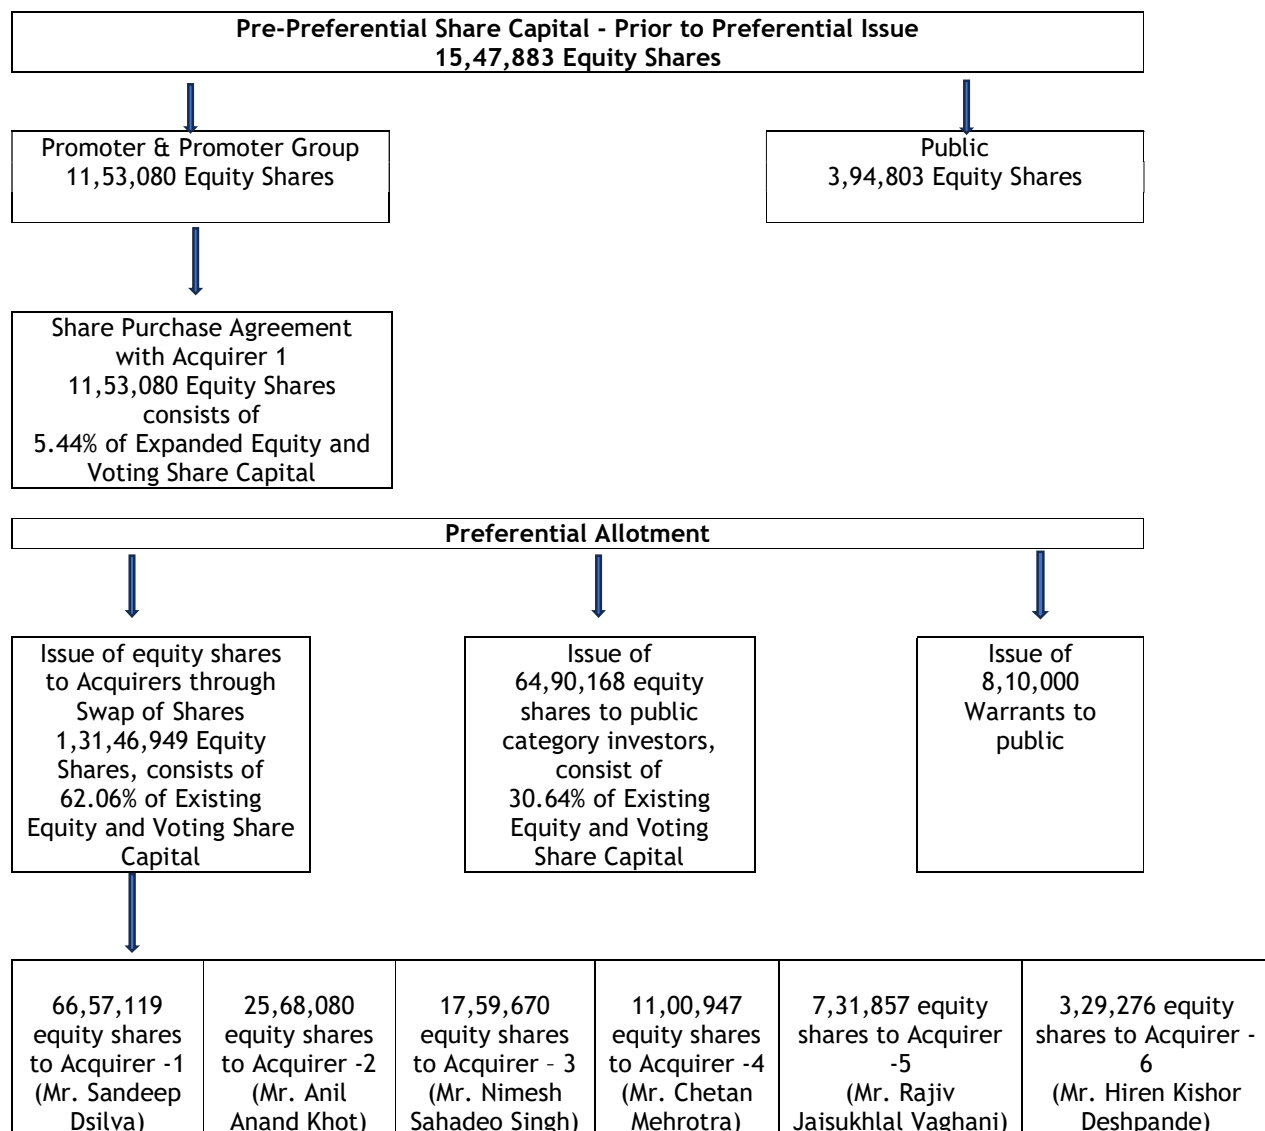 Pre-Preferential Share Capital - Prior to Preferential Issue
15,47,883 Equity Shares
Promoter & Promoter Group
11,53,080 Equity Shares
Public
3,94,803 Equity Shares
Share Purchase Agreement
with Acquirer 1
11,53,080 Equity Shares
consists of
5.44% of Expanded Equity and
Voting Share Capital
Preferential Allotment
Issue of equity shares
to Acquirers through
Swap of Shares
1,31,46,949 Equity
Shares, consists of
62.06% of Existing
Equity and Voting Share
Capital
Issue of
64,90,168 equity
shares to public
category investors,
consist of
30.64% of Existing
Equity and Voting
Share Capital
Issue of
8,10,000
Warrants to
public
66,57,119
equity shares
to Acquirer -1
(Mr. Sandeep
Dsilva)
25,68,080
equity shares
to Acquirer -2
(Mr. Anil
Anand Khot)
17,59,670
equity shares
to Acquirer – 3
(Mr. Nimesh
Sahadeo Singh)
11,00,947
equity shares
to Acquirer -4
(Mr. Chetan
Mehrotra)
7,31,857 equity
shares to Acquirer
-5
(Mr. Rajiv
Jaisukhlal Vaghani)
3,29,276 equity
shares to Acquirer -
6
(Mr. Hiren Kishor
Deshpande)